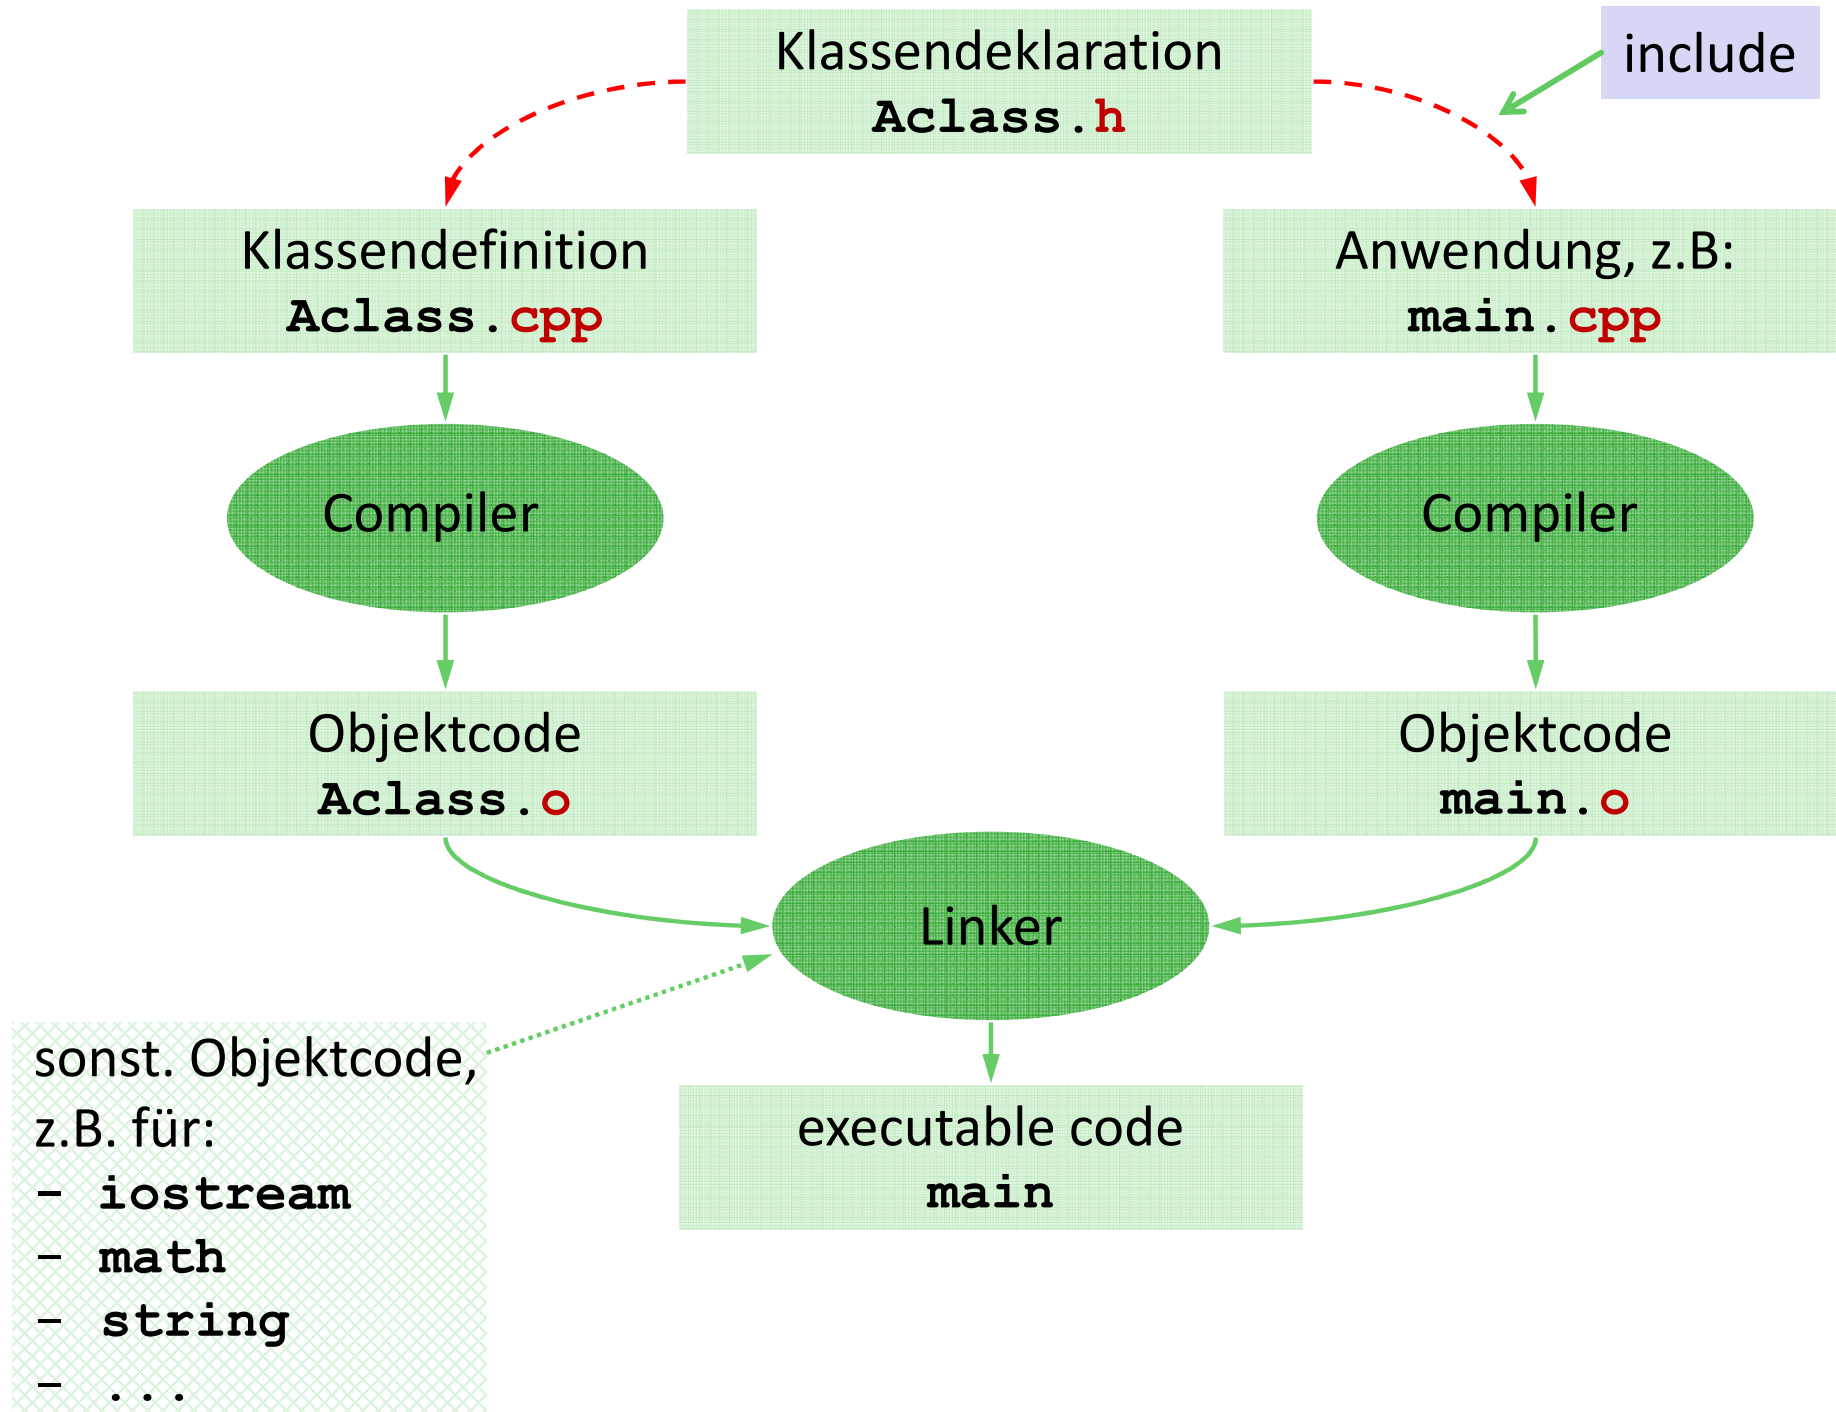 Klassendeklaration
Aclass.h
include
Klassendefinition
Aclass.cpp
Anwendung, z.B:
main.cpp
Compiler
Compiler
Objektcode
Aclass.o
Objektcode
main.o
Linker
sonst. Objektcode,
z.B. für:
- iostream
- math
- string
- ...
executable code
main